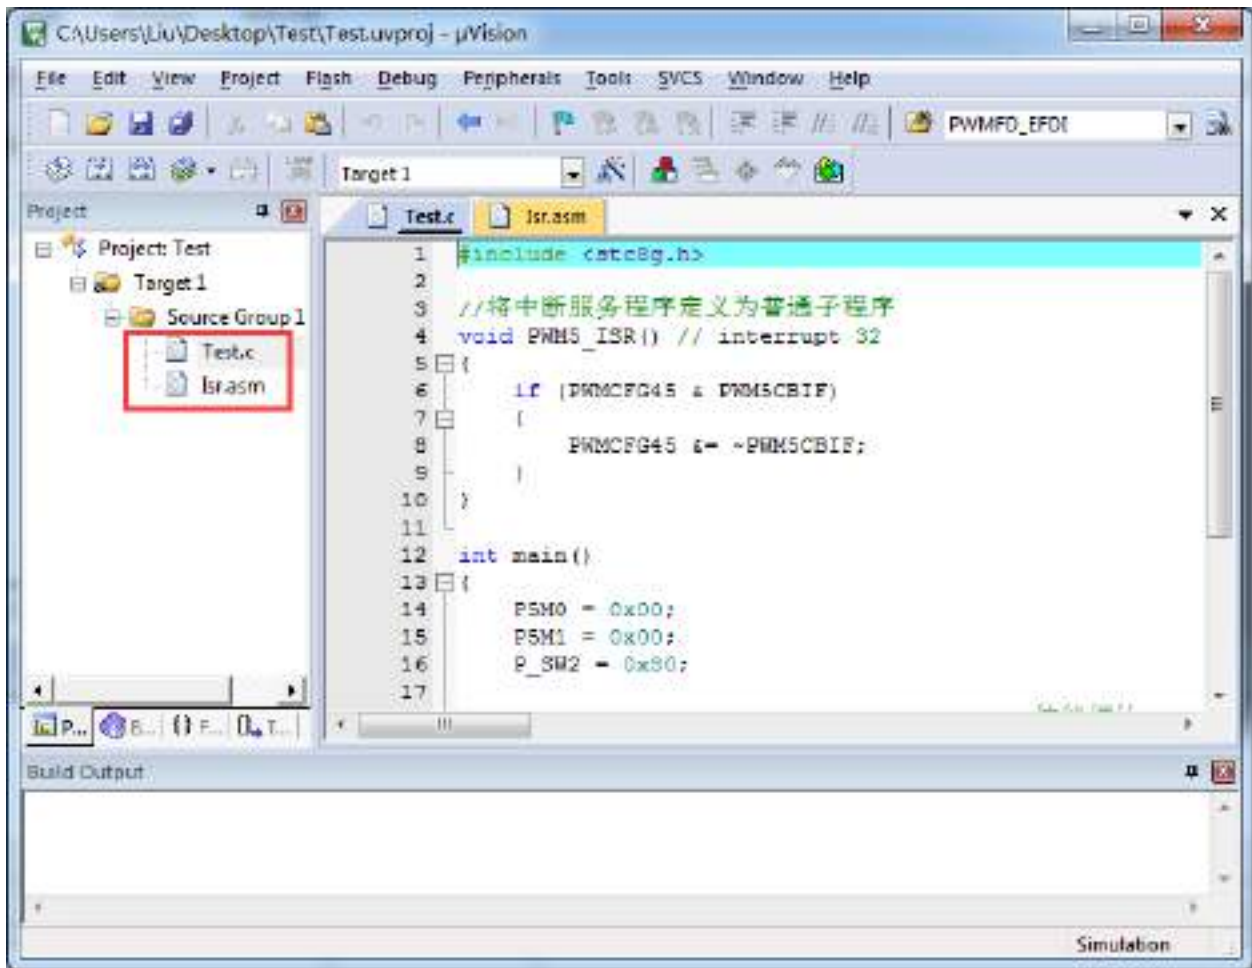 C:\Users\Liu\Desktop\Test\Test.uvproj - µVision
File Edit View Project Flash Debug Peripherals Tools SVCS Window Help
PWMFD_EFDI
Target 1
Project
Test.c Isr.asm
Project: Test
Target 1
Source Group 1
Test.c
Isr.asm
1 #include <stc8g.h>
2
3 //将中断服务程序定义为普通子程序
4 void PWM5_ISR() // interrupt 32
5 {
6 if (PWMCFG45 & PWM5CBIF)
7 {
8 PWMCFG45 &= ~PWM5CBIF;
9 }
10 }
11
12 int main()
13 {
14 P5M0 = 0x00;
15 P5M1 = 0x00;
16 P_SW2 = 0x80;
17
P... B... {} F... T...
Build Output
Simulation